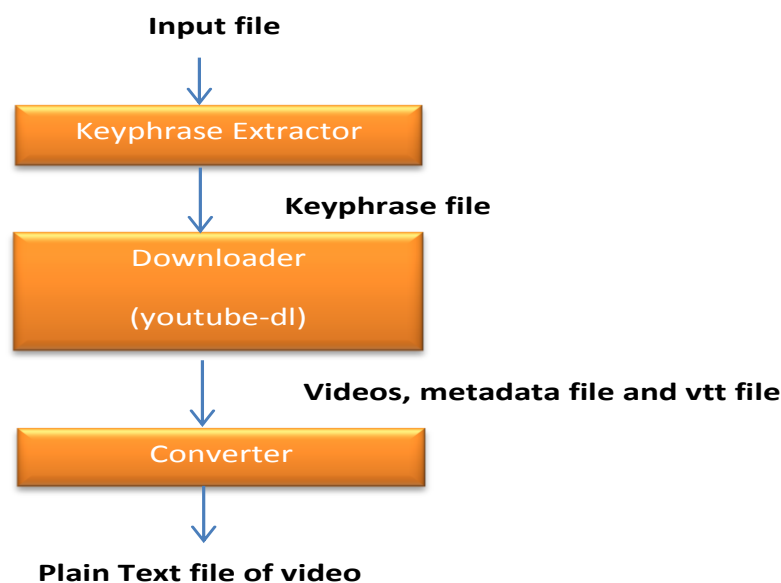 Input file
Keyphrase Extractor
Keyphrase file
Downloader
(youtube-dl)
Videos, metadata file and vtt file
Converter
Plain Text file of video